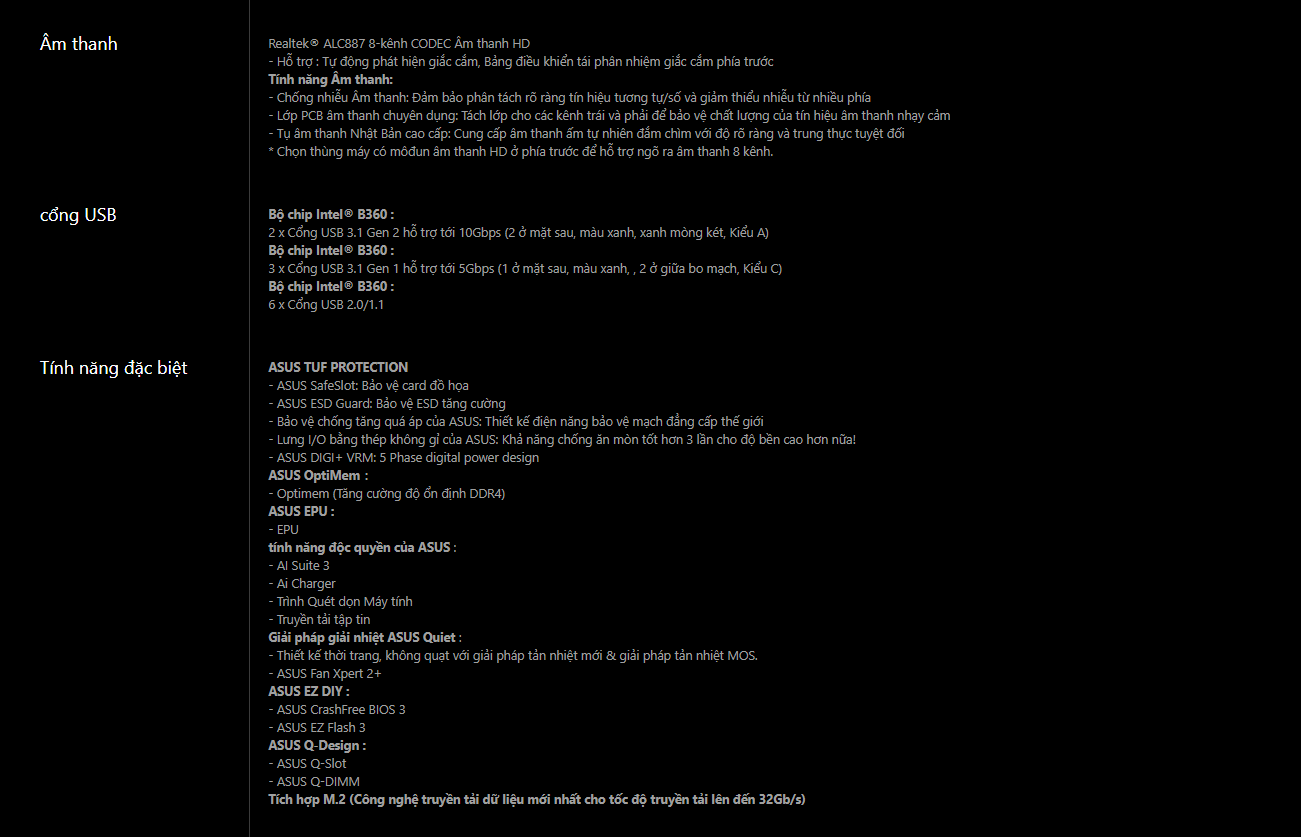 Âm thanh
Realtek® ALC887 8-kênh CODEC Âm thanh HD
- Hỗ trợ : Tự động phát hiện giắc cắm, Bảng điều khiển tái phân nhiệm giắc cắm phía trước
Tính năng Âm thanh:
- Chống nhiễu Âm thanh: Đảm bảo phân tách rõ ràng tín hiệu tương tự/số và giảm thiểu nhiễu từ nhiều phía
- Lớp PCB âm thanh chuyên dụng: Tách lớp cho các kênh trái và phải để bảo vệ chất lượng của tín hiệu âm thanh nhạy cảm
- Tụ âm thanh Nhật Bản cao cấp: Cung cấp âm thanh ấm tự nhiên đắm chìm với độ rõ ràng và trung thực tuyệt đối
* Chọn thùng máy có môđun âm thanh HD ở phía trước để hỗ trợ ngõ ra âm thanh 8 kênh.
cổng USB
Bộ chip Intel® B360 :
2 x Cổng USB 3.1 Gen 2 hỗ trợ tới 10Gbps (2 ở mặt sau, màu xanh, xanh mòng két, Kiểu A)
Bộ chip Intel® B360 :
3 x Cổng USB 3.1 Gen 1 hỗ trợ tới 5Gbps (1 ở mặt sau, màu xanh, , 2 ở giữa bo mạch, Kiểu C)
Bộ chip Intel® B360 :
6 x Cổng USB 2.0/1.1
Tính năng đặc biệt
ASUS TUF PROTECTION
- ASUS SafeSlot: Bảo vệ card đồ họa
- ASUS ESD Guard: Bảo vệ ESD tăng cường
- Bảo vệ chống tăng quá áp của ASUS: Thiết kế điện năng bảo vệ mạch đẳng cấp thế giới
- Lưng I/O bằng thép không gỉ của ASUS: Khả năng chống ăn mòn tốt hơn 3 lần cho độ bền cao hơn nữa!
- ASUS DIGI+ VRM: 5 Phase digital power design
ASUS OptiMem :
- Optimem (Tăng cường độ ổn định DDR4)
ASUS EPU :
- EPU
tính năng độc quyền của ASUS :
- AI Suite 3
- Ai Charger
- Trình Quét dọn Máy tính
- Truyền tải tập tin
Giải pháp giải nhiệt ASUS Quiet :
- Thiết kế thời trang, không quạt với giải pháp tản nhiệt mới & giải pháp tản nhiệt MOS.
- ASUS Fan Xpert 2+
ASUS EZ DIY :
- ASUS CrashFree BIOS 3
- ASUS EZ Flash 3
ASUS Q-Design :
- ASUS Q-Slot
- ASUS Q-DIMM
Tích hợp M.2 (Công nghệ truyền tải dữ liệu mới nhất cho tốc độ truyền tải lên đến 32Gb/s)